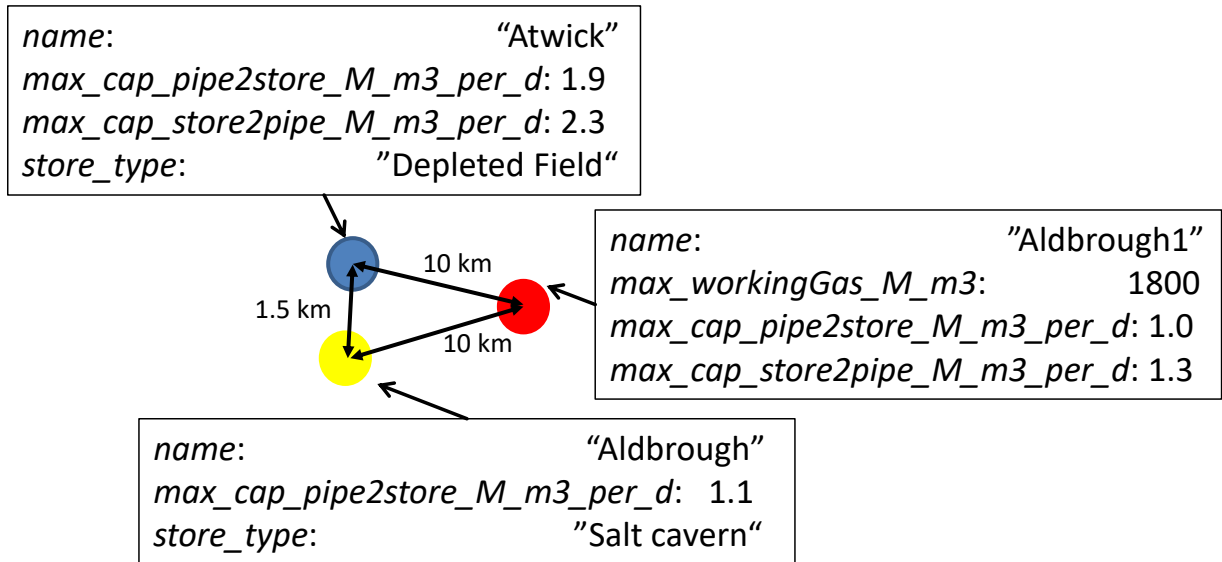 name: “Atwick”
max_cap_pipe2store_M_m3_per_d: 1.9
max_cap_store2pipe_M_m3_per_d: 2.3
store_type: ”Depleted Field“
10 km
1.5 km
10 km
name: ”Aldbrough1”
max_workingGas_M_m3: 1800
max_cap_pipe2store_M_m3_per_d: 1.0
max_cap_store2pipe_M_m3_per_d: 1.3
name: “Aldbrough”
max_cap_pipe2store_M_m3_per_d: 1.1
store_type: ”Salt cavern“